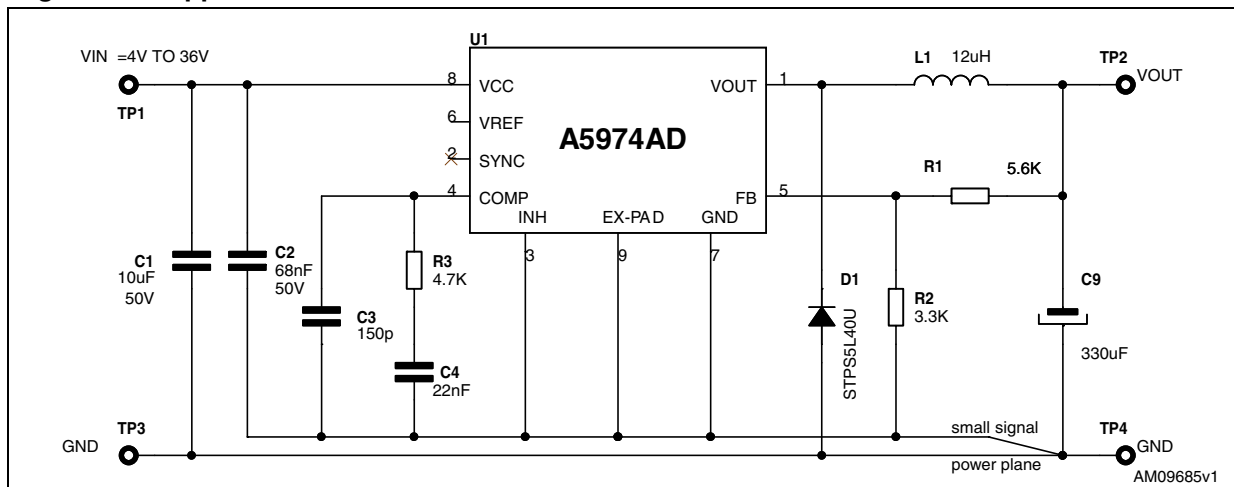 U1
VIN =4V TO 36V
TP1
8
VCC
6
VREF
2
SYNC
4
COMP
A5974AD
VOUT
1
FB
5
INH
3
EX-PAD
9
GND
7
L1
12uH
TP2
VOUT
R1
5.6K
C1
10uF
50V
C2
68nF
50V
R3
4.7K
C3
150p
C4
22nF
D1
STPS5L40U
R2
3.3K
C9
330uF
TP3
GND
small signal
power plane
TP4
GND
AM09685v1